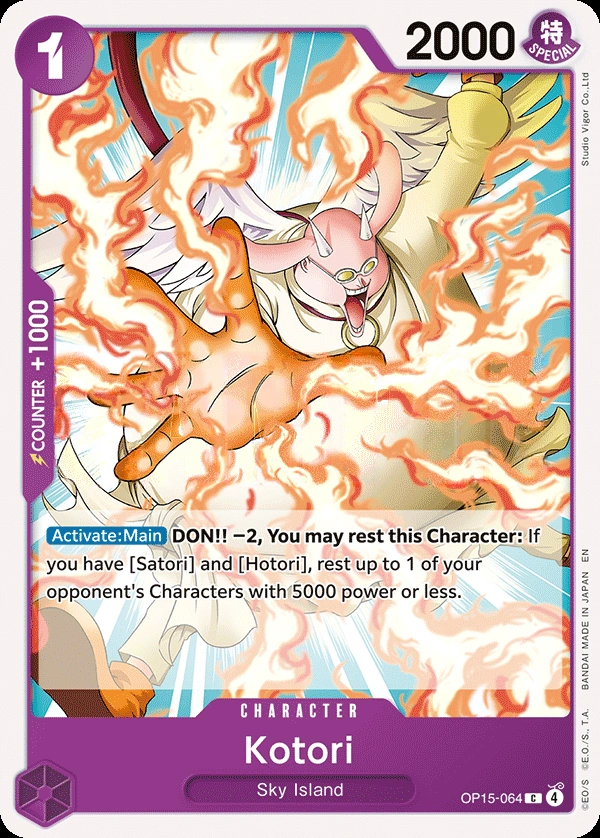 1
2000
特
SPECIAL
Studio Vigor Co.,Ltd
COUNTER +1000
Activate:Main DON!! −2, You may rest this Character: If
you have [Satori] and [Hotori], rest up to 1 of your
opponent's Characters with 5000 power or less.
CHARACTER
Kotori
Sky Island
OP15-064 C 4
©E.O/S ©E.O./S., T.A. BANDAI MADE IN JAPAN EN